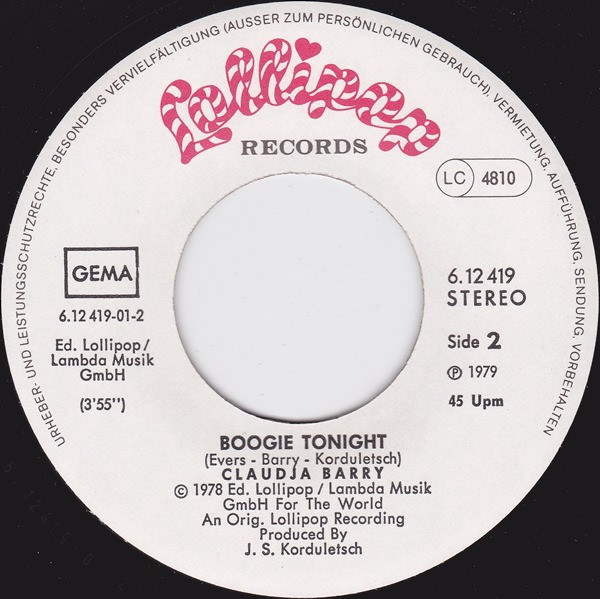 URHEBER- UND LEISTUNGSSCHUTZRECHTE, BESONDERS VERVIELFÄLTIGUNG (AUSSER ZUM PERSÖNLICHEN GEBRAUCH), VERMIETUNG, AUFFÜHRUNG, SENDUNG, VORBEHALTEN
Lollipop
RECORDS
LC 4810
GEMA
6.12 419-01-2
Ed. Lollipop /
Lambda Musik
GmbH
(3'55")
6.12 419
STEREO
Side 2
℗ 1979
45 Upm
BOOGIE TONIGHT
(Evers - Barry - Korduletsch)
CLAUDJA BARRY
© 1978 Ed. Lollipop / Lambda Musik
GmbH For The World
An Orig. Lollipop Recording
Produced By
J. S. Korduletsch